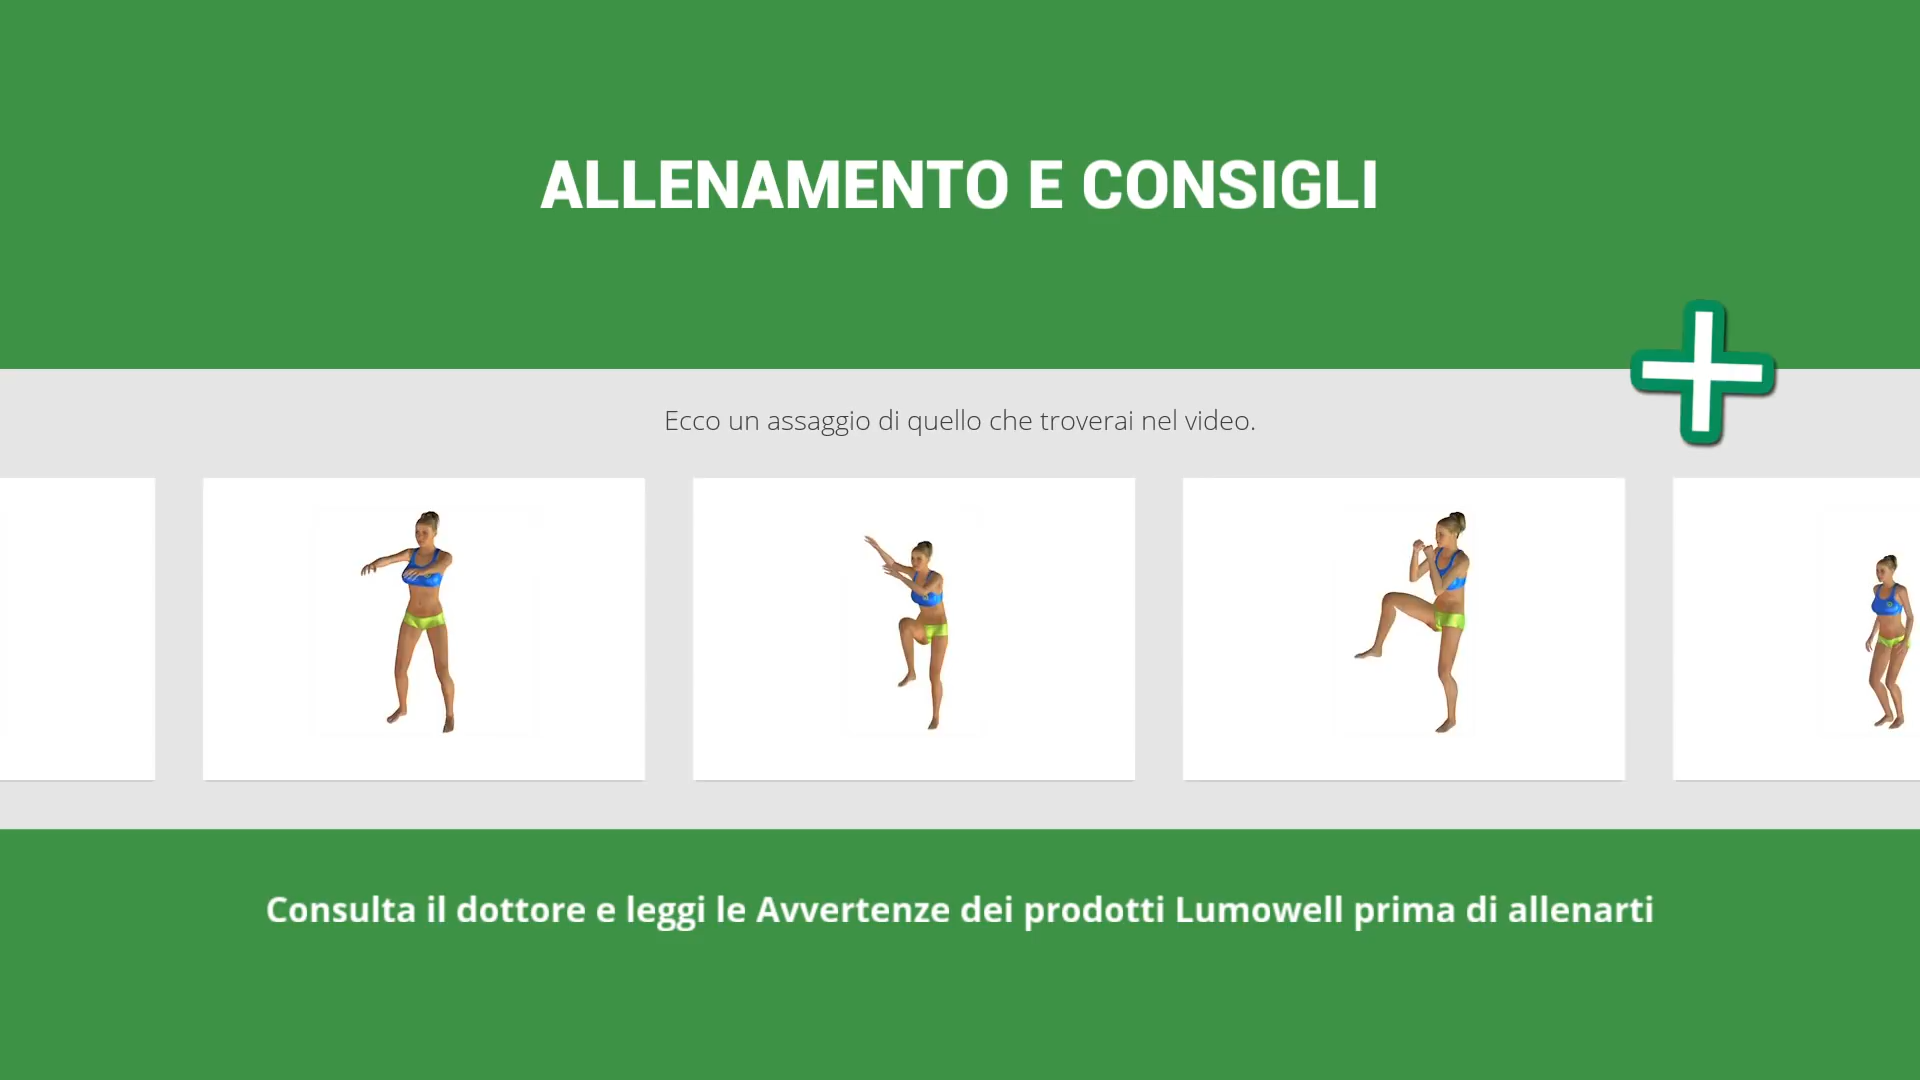 ALLENAMENTO E CONSIGLI
Ecco un assaggio di quello che troverai nel video.
Consulta il dottore e leggi le Avvertenze dei prodotti Lumowell prima di allenarti